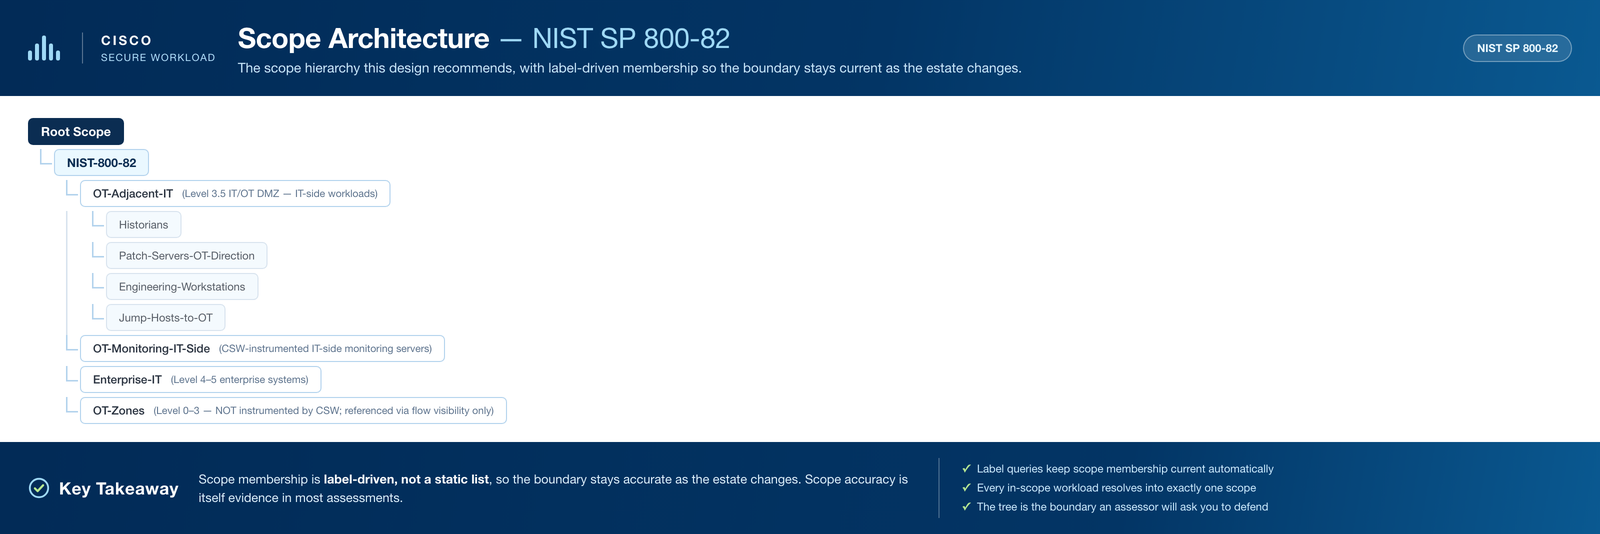 CISCO
SECURE WORKLOAD
Scope Architecture — NIST SP 800-82
The scope hierarchy this design recommends, with label-driven membership so the boundary stays current as the estate changes.
NIST SP 800-82
Root Scope
NIST-800-82
OT-Adjacent-IT (Level 3.5 IT/OT DMZ — IT-side workloads)
Historians
Patch-Servers-OT-Direction
Engineering-Workstations
Jump-Hosts-to-OT
OT-Monitoring-IT-Side (CSW-instrumented IT-side monitoring servers)
Enterprise-IT (Level 4–5 enterprise systems)
OT-Zones (Level 0–3 — NOT instrumented by CSW; referenced via flow visibility only)
Key Takeaway
Scope membership is label-driven, not a static list, so the boundary stays accurate as the estate changes. Scope accuracy is
itself evidence in most assessments.
✓ Label queries keep scope membership current automatically
✓ Every in-scope workload resolves into exactly one scope
✓ The tree is the boundary an assessor will ask you to defend